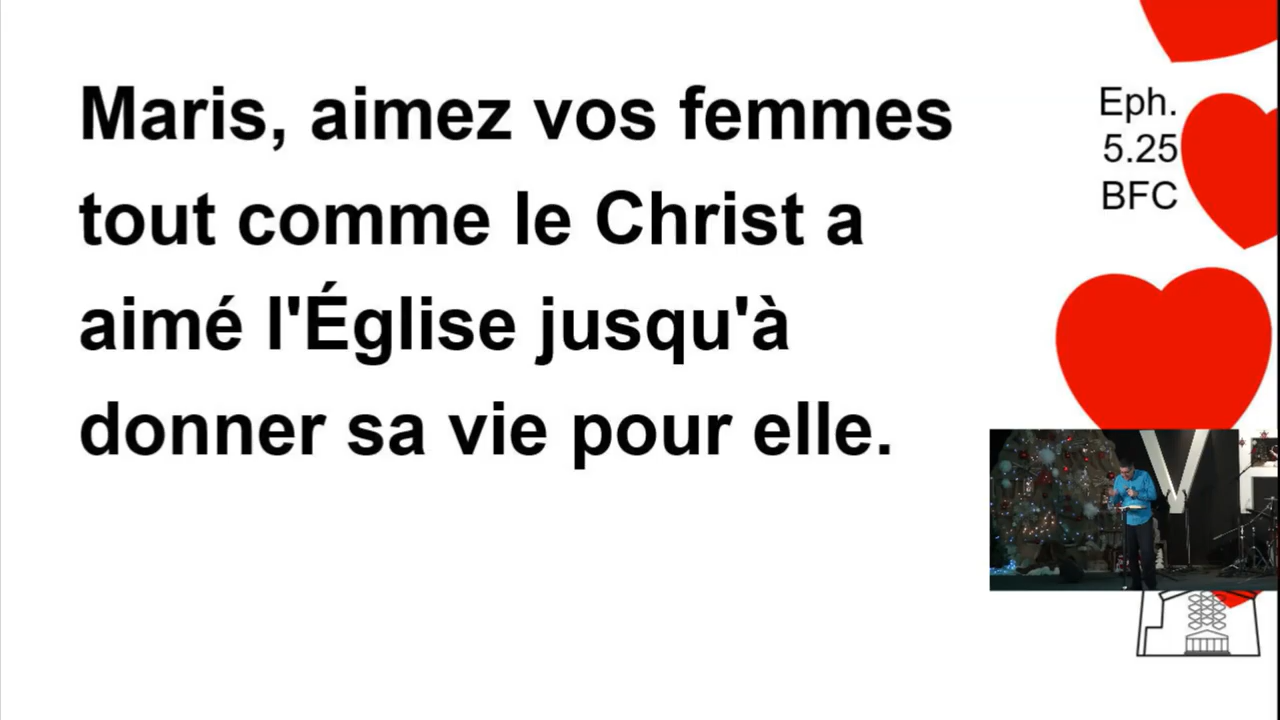 Maris, aimez vos femmes
tout comme le Christ a
aimé l'Église jusqu'à
donner sa vie pour elle.
Eph.
5.25
BFC